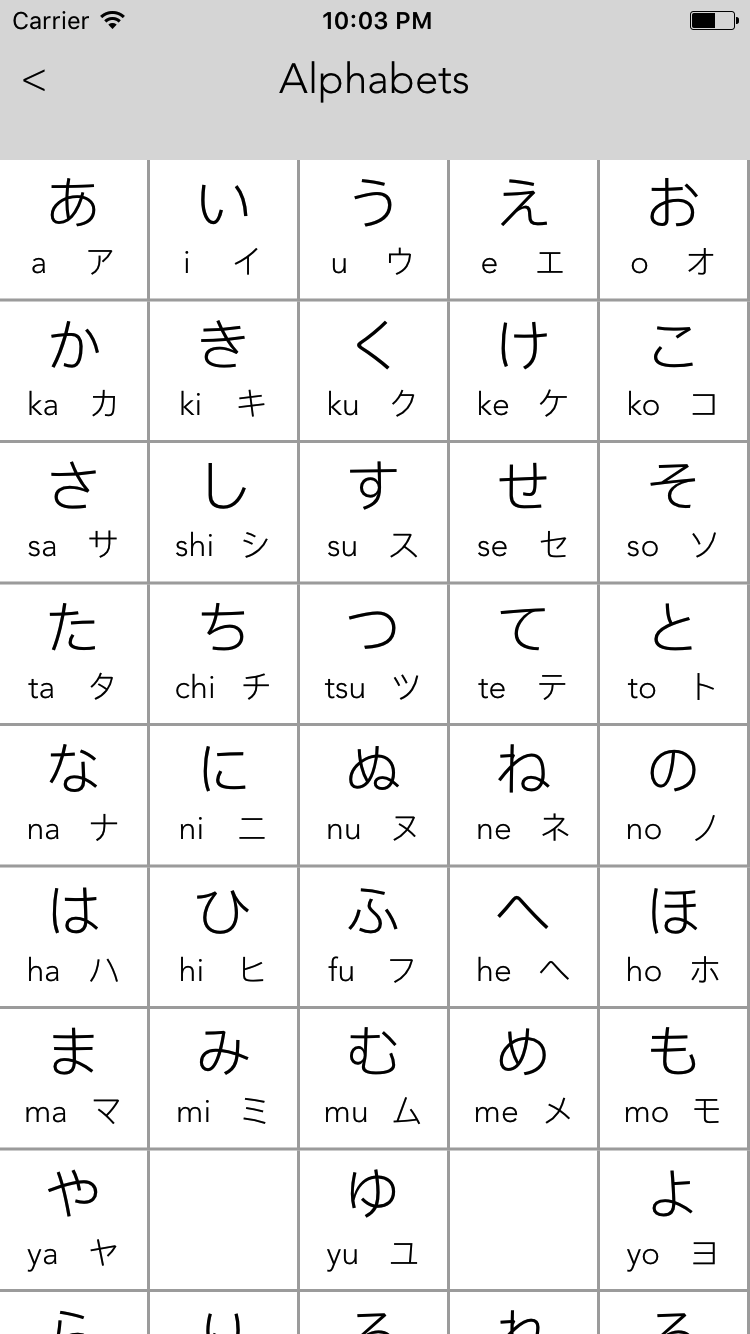 Carrier 10:03 PM
< Alphabets
あ い う え お
a ア i イ u ウ e エ o オ
か き く け こ
ka カ ki キ ku ク ke ケ ko コ
さ し す せ そ
sa サ shi シ su ス se セ so ソ
た ち つ て と
ta タ chi チ tsu ツ te テ to ト
な に ぬ ね の
na ナ ni ニ nu ヌ ne ネ no ノ
は ひ ふ へ ほ
ha ハ hi ヒ fu フ he ヘ ho ホ
ま み む め も
ma マ mi ミ mu ム me メ mo モ
や ゆ よ
ya ヤ yu ユ yo ヨ